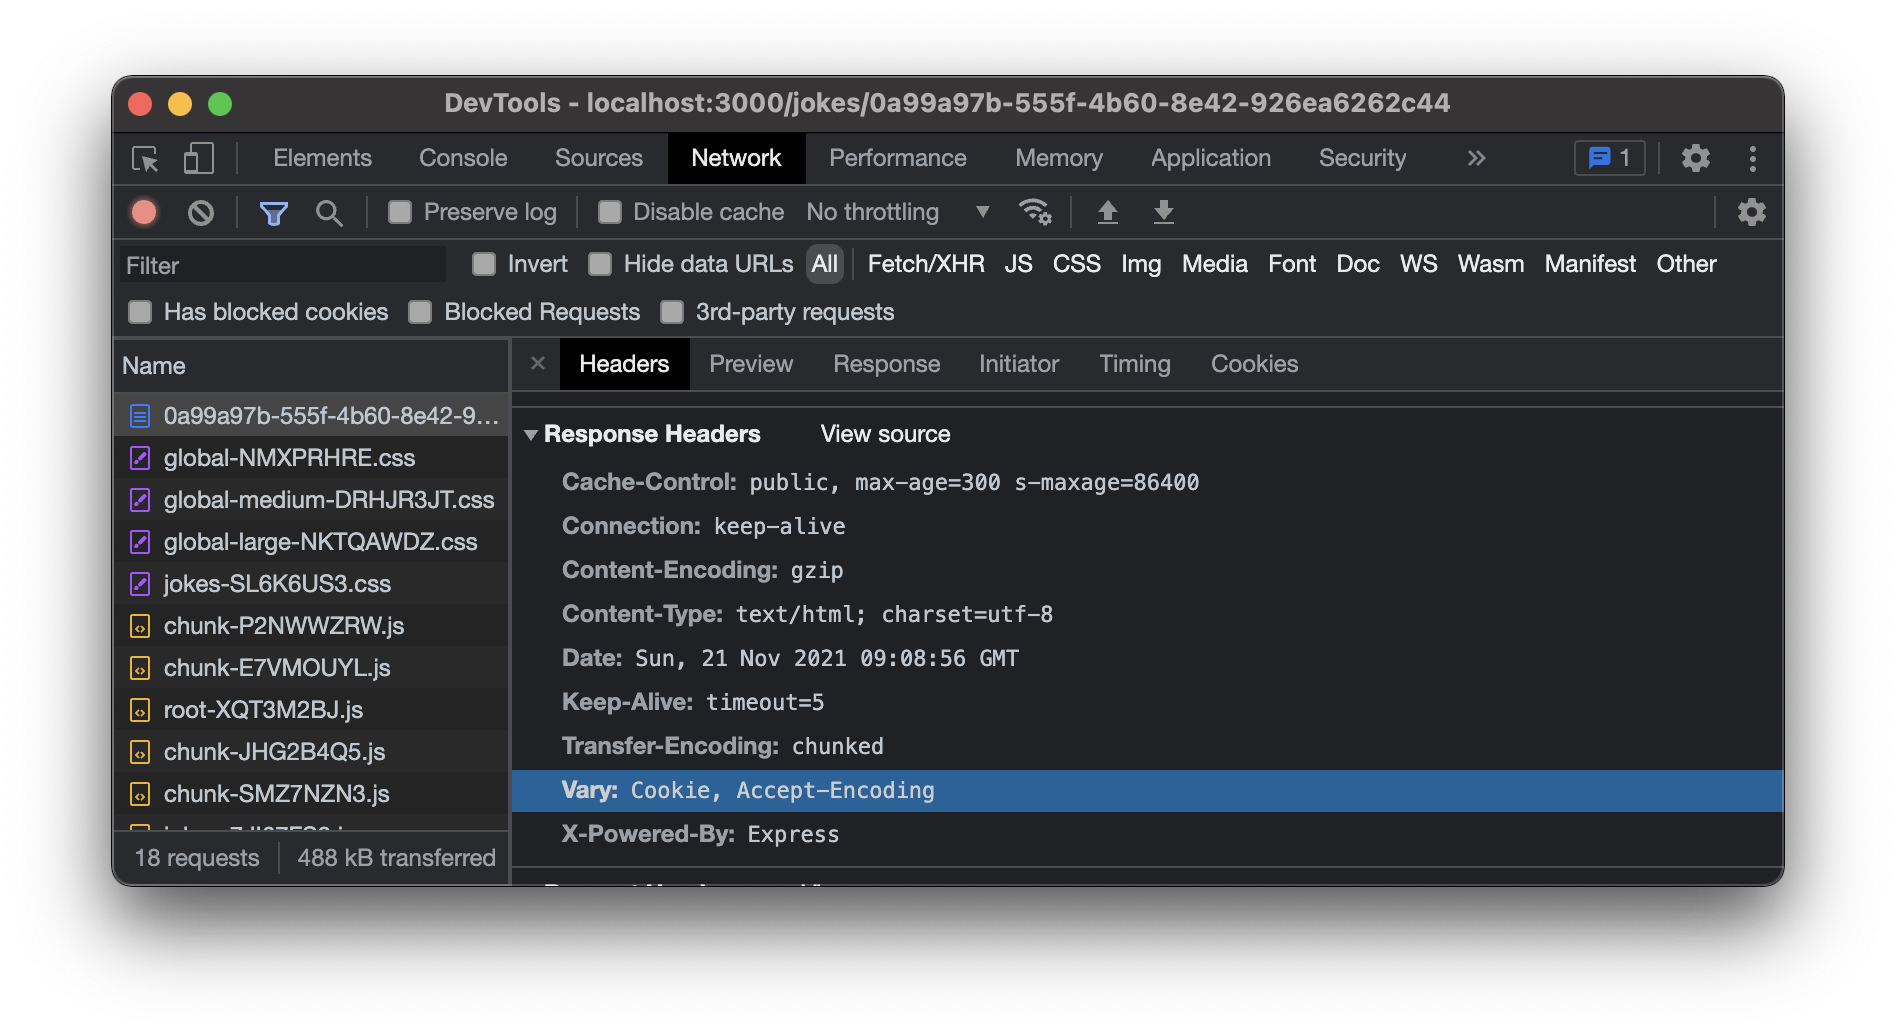 DevTools - localhost:3000/jokes/0a99a97b-555f-4b60-8e42-926ea6262c44
Elements Console Sources Network Performance Memory Application Security » 1
Preserve log Disable cache No throttling
Filter Invert Hide data URLs All Fetch/XHR JS CSS Img Media Font Doc WS Wasm Manifest Other
Has blocked cookies Blocked Requests 3rd-party requests
Name
0a99a97b-555f-4b60-8e42-9...
global-NMXPRHRE.css
global-medium-DRHJR3JT.css
global-large-NKTQAWDZ.css
jokes-SL6K6US3.css
chunk-P2NWWZRW.js
chunk-E7VMOUYL.js
root-XQT3M2BJ.js
chunk-JHG2B4Q5.js
chunk-SMZ7NZN3.js
18 requests 488 kB transferred
× Headers Preview Response Initiator Timing Cookies
Response Headers View source
Cache-Control: public, max-age=300 s-maxage=86400
Connection: keep-alive
Content-Encoding: gzip
Content-Type: text/html; charset=utf-8
Date: Sun, 21 Nov 2021 09:08:56 GMT
Keep-Alive: timeout=5
Transfer-Encoding: chunked
Vary: Cookie, Accept-Encoding
X-Powered-By: Express